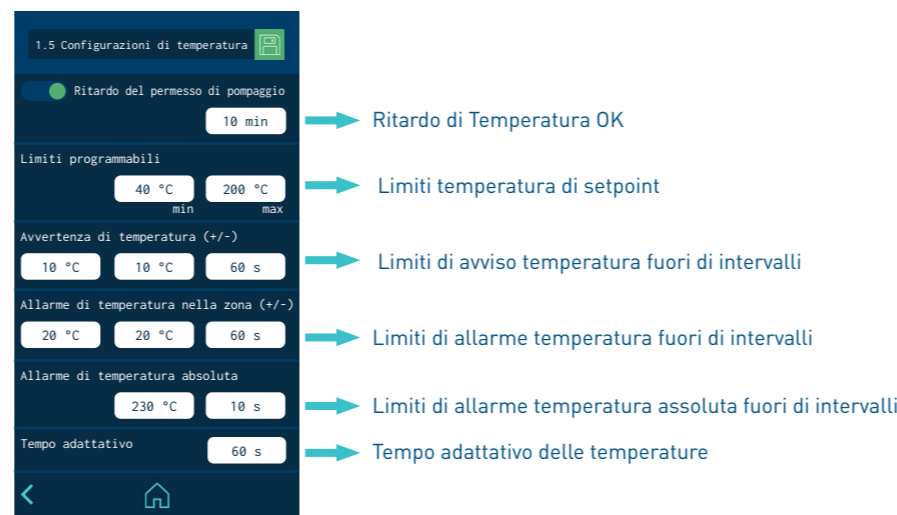 1.5 Configurazioni di temperatura
Ritardo del permesso di pompaggio
10 min
Ritardo di Temperatura OK
Limiti programmabili
40 °C 200 °C
min max
Limiti temperatura di setpoint
Avvertenza di temperatura (+/-)
10 °C 10 °C 60 s
Limiti di avviso temperatura fuori di intervalli
Allarme di temperatura nella zona (+/-)
20 °C 20 °C 60 s
Limiti di allarme temperatura fuori di intervalli
Allarme di temperatura absoluta
230 °C 10 s
Limiti di allarme temperatura assoluta fuori di intervalli
Tempo adattativo
60 s
Tempo adattativo delle temperature